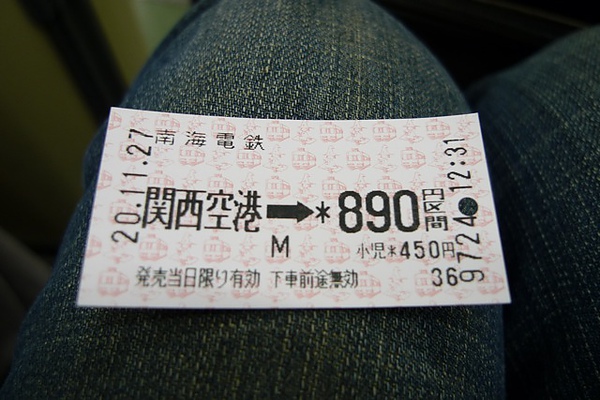 南海電鉄
20.11.27
関西空港➡*890円区間
M 小児*450円
発売当日限り有効 下車前途無効 36
9724●12:31